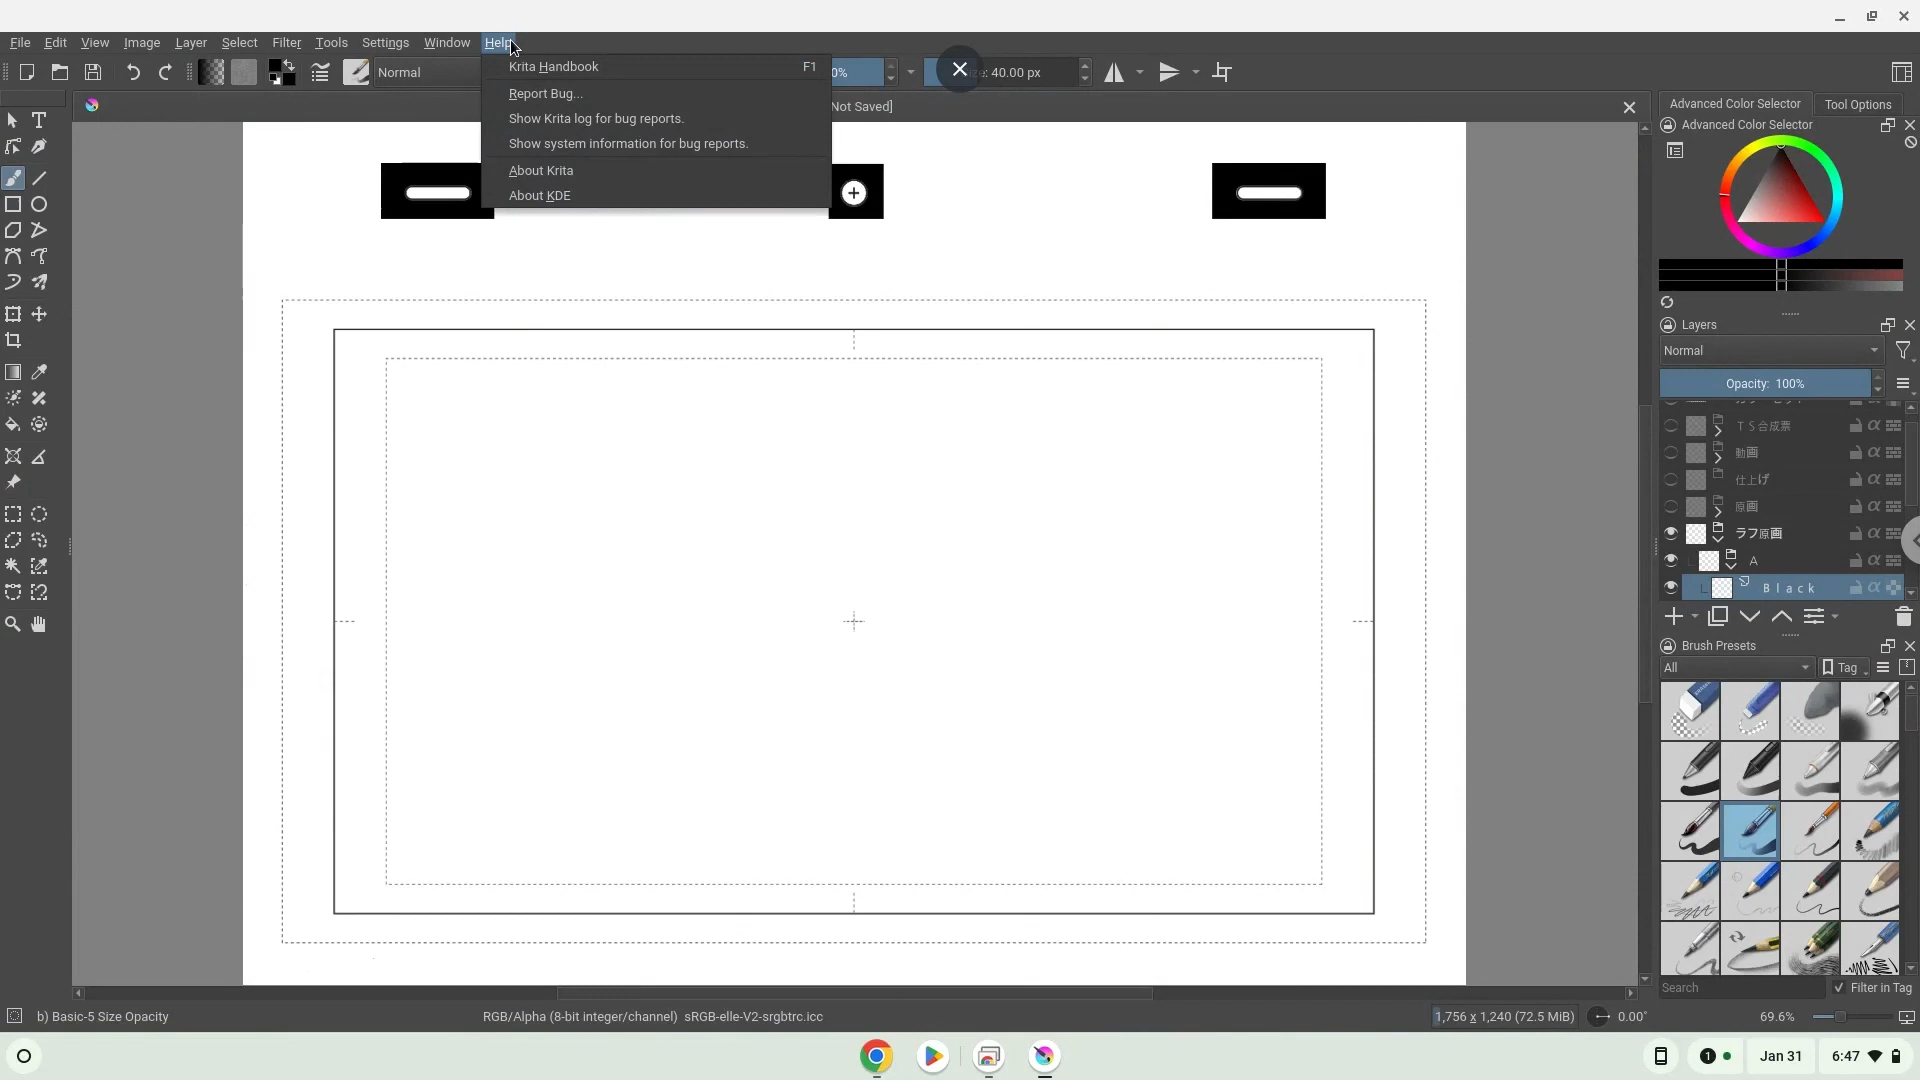 File Edit View Image Layer Select Filter Tools Settings Window Help
Krita Handbook F1
Report Bug...
Show Krita log for bug reports.
Show system information for bug reports.
About Krita
About KDE
Normal
0%
: 40.00 px
Not Saved]
Advanced Color Selector Tool Options
Advanced Color Selector
Layers
Normal
Opacity: 100%
TS合成票
動画
仕上げ
原画
ラフ原画
A
Black
Brush Presets
All
Tag
Search
Filter in Tag
b) Basic-5 Size Opacity
RGB/Alpha (8-bit integer/channel) sRGB-elle-V2-srgbtrc.icc
1,756 x 1,240 (72.5 MiB)
0.00°
69.6%
1
Jan 31
6:47